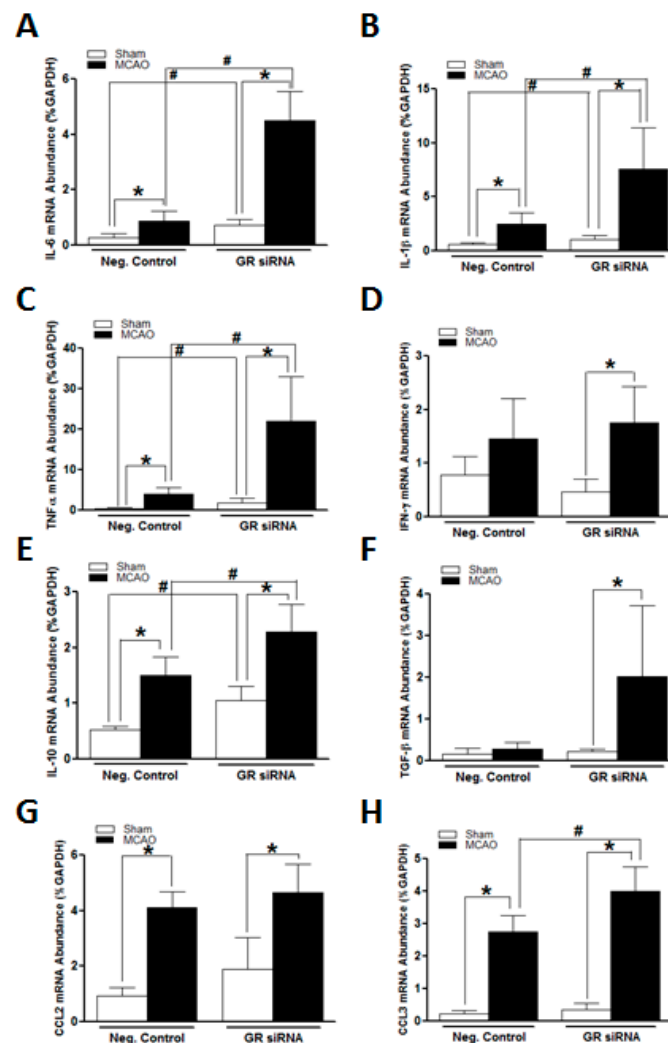 A
Sham
MCAO
#
#
*
*
IL-6 mRNA Abundance (%GAPDH)
6
4
2
0
Neg. Control
GR siRNA
B
Sham
MCAO
#
#
*
*
IL-1β mRNA Abundance (%GAPDH)
15
10
5
0
Neg. Control
GR siRNA
C
Sham
MCAO
#
#
*
*
TNF α mRNA Abundance (%GAPDH)
40
30
20
10
0
Neg. Control
GR siRNA
D
Sham
MCAO
*
IFN-γ mRNA Abundance (%GAPDH)
3
2
1
0
Neg. Control
GR siRNA
E
Sham
MCAO
#
#
*
*
IL-10 mRNA Abundance (%GAPDH)
3
2
1
0
Neg. Control
GR siRNA
F
Sham
MCAO
*
TGF-β mRNA Abundance (%GAPDH)
4
3
2
1
0
Neg. Control
GR siRNA
G
Sham
MCAO
*
*
CCL2 mRNA Abundance (%GAPDH)
6
4
2
0
Neg. Control
GR siRNA
H
Sham
MCAO
#
*
*
CCL3 mRNA Abundance (%GAPDH)
6
5
4
3
2
1
0
Neg. Control
GR siRNA